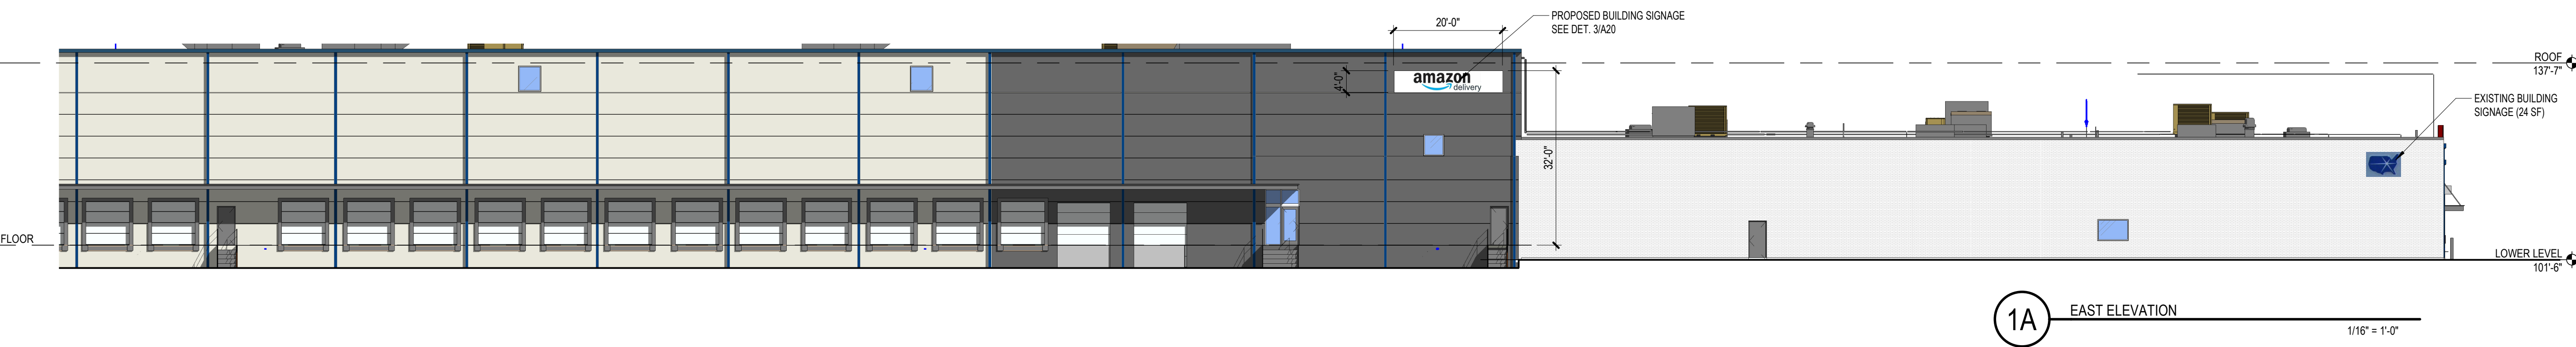 20'-0"
PROPOSED BUILDING SIGNAGE
SEE DET. 3/A20
ROOF
137'-7"
4'-0"
amazon
delivery
32'-0"
EXISTING BUILDING
SIGNAGE (24 SF)
FLOOR
LOWER LEVEL
101'-6"
1A
EAST ELEVATION
1/16" = 1'-0"